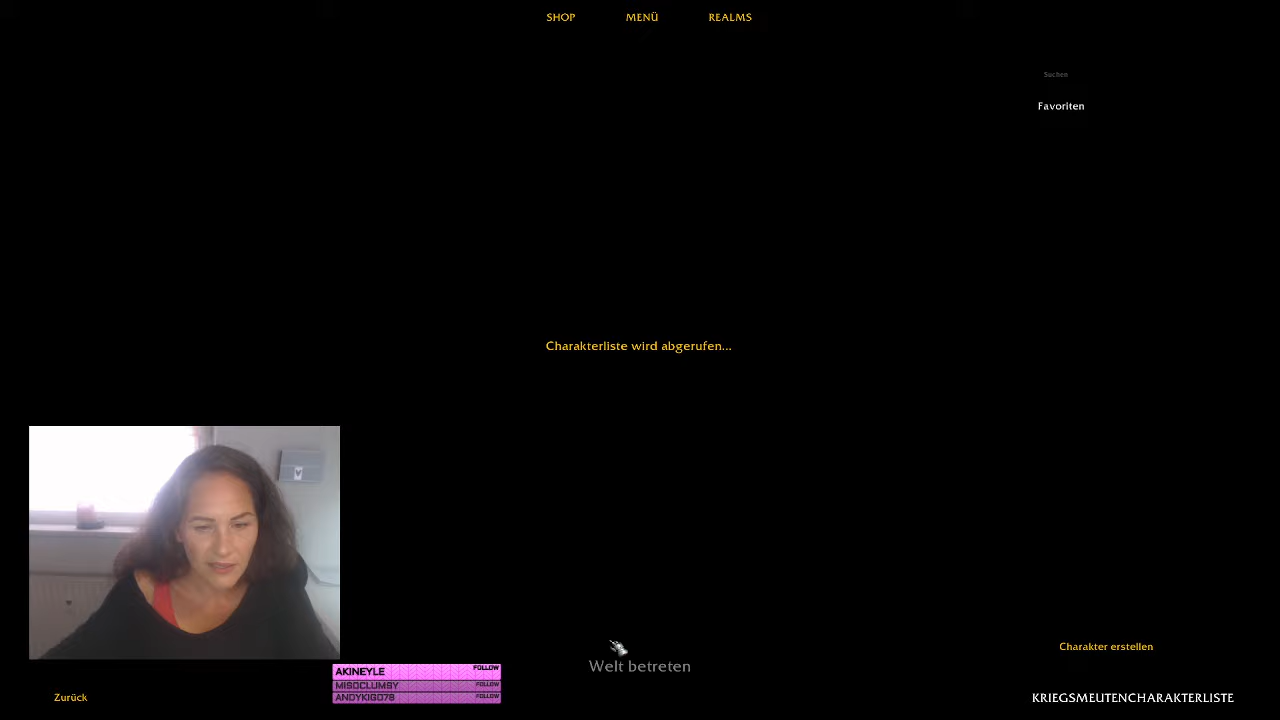 SHOP MENÜ REALMS
Suchen
Favoriten
Charakterliste wird abgerufen...
Charakter erstellen
Welt betreten
AKINEYLE FOLLOW
MISOCLUMSY FOLLOW
ANDYKIGO78 FOLLOW
Zurück
KRIEGSMEUTENCHARAKTERLISTE